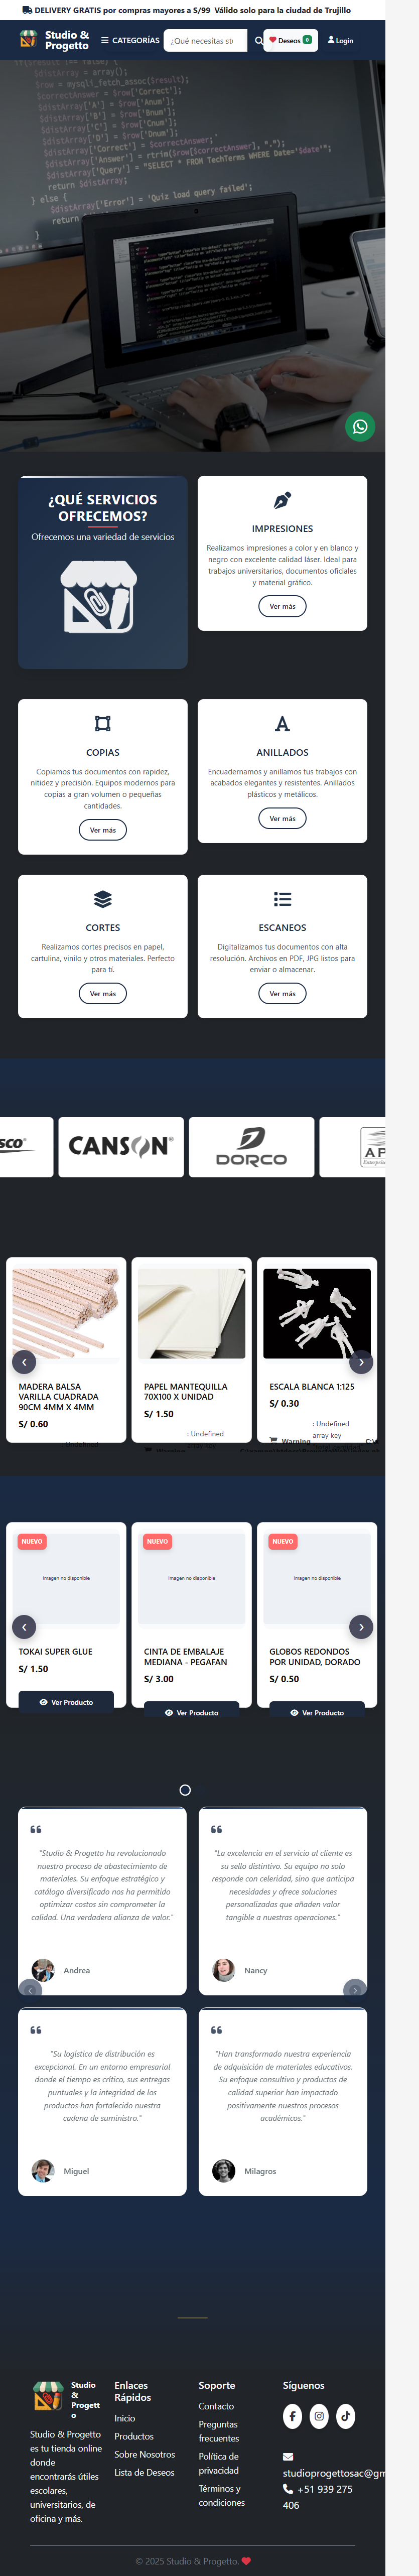 DELIVERY GRATIS por compras mayores a S/99 Válido solo para la ciudad de Trujillo
Studio &
Progetto
CATEGORÍAS
¿Qué necesitas st
Deseos 0
Login
¿QUÉ SERVICIOS
OFRECEMOS?
Ofrecemos una variedad de servicios
IMPRESIONES
Realizamos impresiones a color y en blanco y
negro con excelente calidad láser. Ideal para
trabajos universitarios, documentos oficiales
y material gráfico.
Ver más
COPIAS
Copiamos tus documentos con rapidez,
nitidez y precisión. Equipos modernos para
copias a gran volumen o pequeñas
cantidades.
Ver más
ANILLADOS
Encuadernamos y anillamos tus trabajos con
acabados elegantes y resistentes. Anillados
plásticos y metálicos.
Ver más
CORTES
Realizamos cortes precisos en papel,
cartulina, vinilo y otros materiales. Perfecto
para tí.
Ver más
ESCANEOS
Digitalizamos tus documentos con alta
resolución. Archivos en PDF, JPG listos para
enviar o almacenar.
Ver más
SCO
CANSON
DORCO
AP
MADERA BALSA
VARILLA CUADRADA
90CM 4MM X 4MM
S/ 0.60
PAPEL MANTEQUILLA
70X100 X UNIDAD
S/ 1.50
: Undefined
array key
ESCALA BLANCA 1:125
S/ 0.30
: Undefined
array key
Warning
NUEVO
Imagen no disponible
TOKAI SUPER GLUE
S/ 1.50
Ver Producto
NUEVO
Imagen no disponible
CINTA DE EMBALAJE
MEDIANA - PEGAFAN
S/ 3.00
Ver Producto
NUEVO
Imagen no disponible
GLOBOS REDONDOS
POR UNIDAD, DORADO
S/ 0.50
Ver Producto
"Studio & Progetto ha revolucionado
nuestro proceso de abastecimiento de
materiales. Su enfoque estratégico y
catálogo diversificado nos ha permitido
optimizar costos sin comprometer la
calidad. Una verdadera alianza de valor."
Andrea
"La excelencia en el servicio al cliente es
su sello distintivo. Su equipo no solo
responde con celeridad, sino que anticipa
necesidades y ofrece soluciones
personalizadas que añaden valor
tangible a nuestras operaciones."
Nancy
"Su logística de distribución es
excepcional. En un entorno empresarial
donde el tiempo es crítico, sus entregas
puntuales y la integridad de los
productos han fortalecido nuestra
cadena de suministro."
Miguel
"Han transformado nuestra experiencia
de adquisición de materiales educativos.
Su enfoque consultivo y productos de
calidad superior han impactado
positivamente nuestros procesos
académicos."
Milagros
Studio
&
Progett
o
Studio & Progetto
es tu tienda online
donde
encontrarás útiles
escolares,
universitarios, de
oficina y más.
Enlaces
Rápidos
Inicio
Productos
Sobre Nosotros
Lista de Deseos
Soporte
Contacto
Preguntas
frecuentes
Política de
privacidad
Términos y
condiciones
Síguenos
studioprogettosac@gm
+51 939 275
406
© 2025 Studio & Progetto.